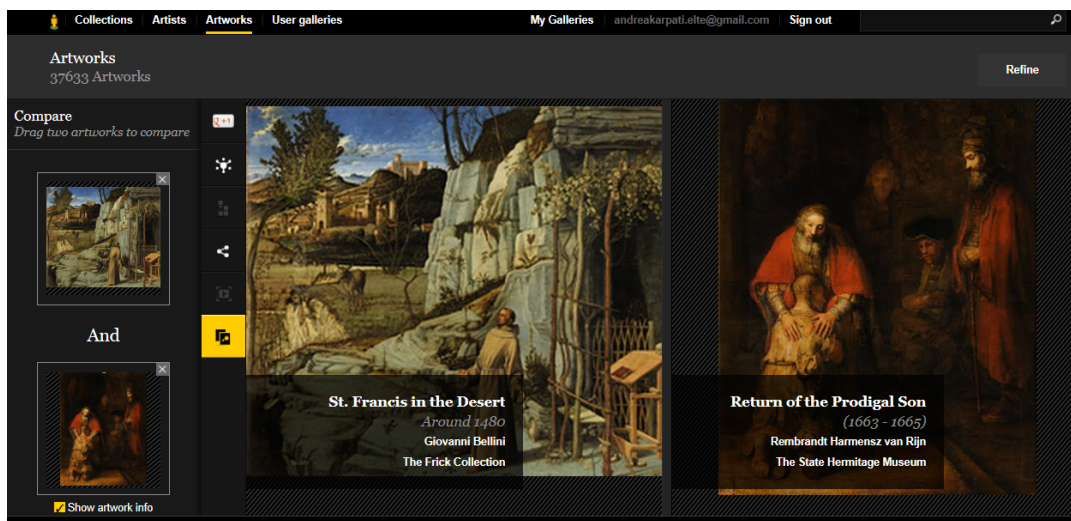 Collections Artists Artworks User galleries My Galleries andreakarpati.elte@gmail.com Sign out
Artworks
37633 Artworks
Refine
Compare
Drag two artworks to compare
+1
And
Show artwork info
St. Francis in the Desert
Around 1480
Giovanni Bellini
The Frick Collection
Return of the Prodigal Son
(1663 - 1665)
Rembrandt Harmensz van Rijn
The State Hermitage Museum